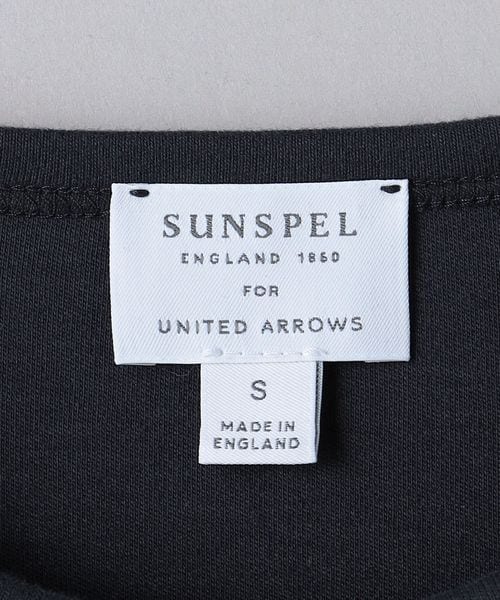 SUNSPEL
ENGLAND 1860
FOR
UNITED ARROWS
S
MADE IN
ENGLAND